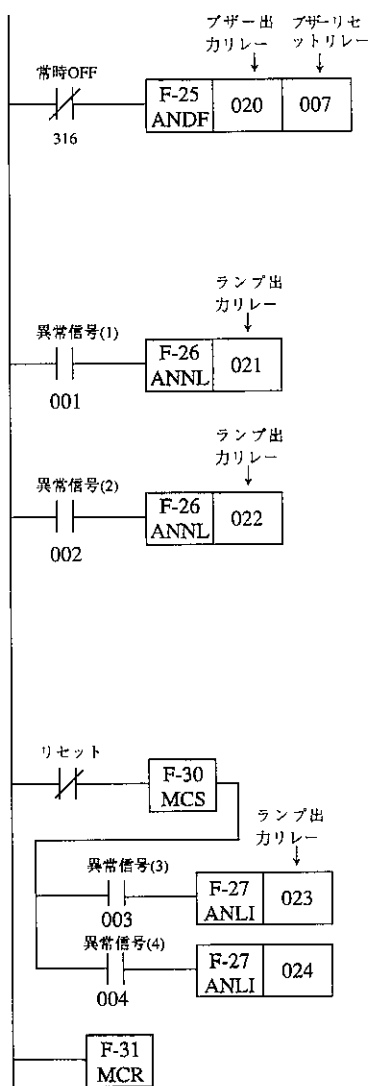 ブザー出
力リレー
ブザーリセ
ットリレー
常時OFF
316
F-25
ANDF
020
007
ランプ出
力リレー
異常信号(1)
001
F-26
ANNL
021
ランプ出
力リレー
異常信号(2)
002
F-26
ANNL
022
リセット
F-30
MCS
ランプ出
力リレー
異常信号(3)
003
F-27
ANLI
023
異常信号(4)
004
F-27
ANLI
024
F-31
MCR